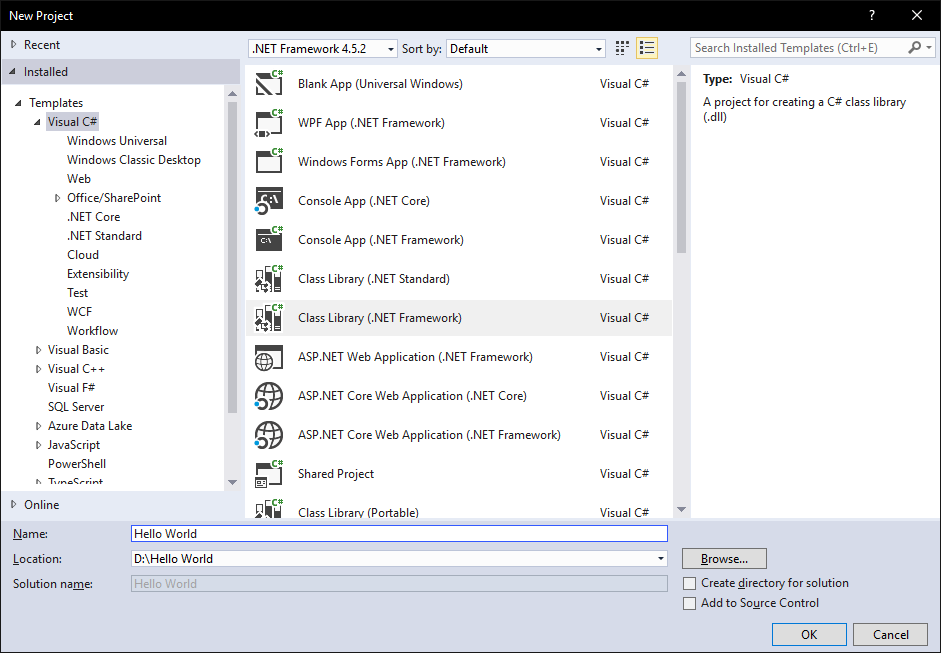 New Project
Recent
Installed
Templates
Visual C#
Windows Universal
Windows Classic Desktop
Web
Office/SharePoint
.NET Core
.NET Standard
Cloud
Extensibility
Test
WCF
Workflow
Visual Basic
Visual C++
Visual F#
SQL Server
Azure Data Lake
JavaScript
PowerShell
TypeScript
Online
.NET Framework 4.5.2 Sort by: Default
Search Installed Templates (Ctrl+E)
C# Blank App (Universal Windows) Visual C#
C# WPF App (.NET Framework) Visual C#
C# Windows Forms App (.NET Framework) Visual C#
C:\ Console App (.NET Core) Visual C#
C# C:\ Console App (.NET Framework) Visual C#
C# Class Library (.NET Standard) Visual C#
C# Class Library (.NET Framework) Visual C#
ASP.NET Web Application (.NET Framework) Visual C#
ASP.NET Core Web Application (.NET Core) Visual C#
ASP.NET Core Web Application (.NET Framework) Visual C#
C# Shared Project Visual C#
C# Class Library (Portable) Visual C#
Type: Visual C#
A project for creating a C# class library
(.dll)
Name: Hello World
Location: D:\Hello World
Solution name: Hello World
Browse...
Create directory for solution
Add to Source Control
OK Cancel